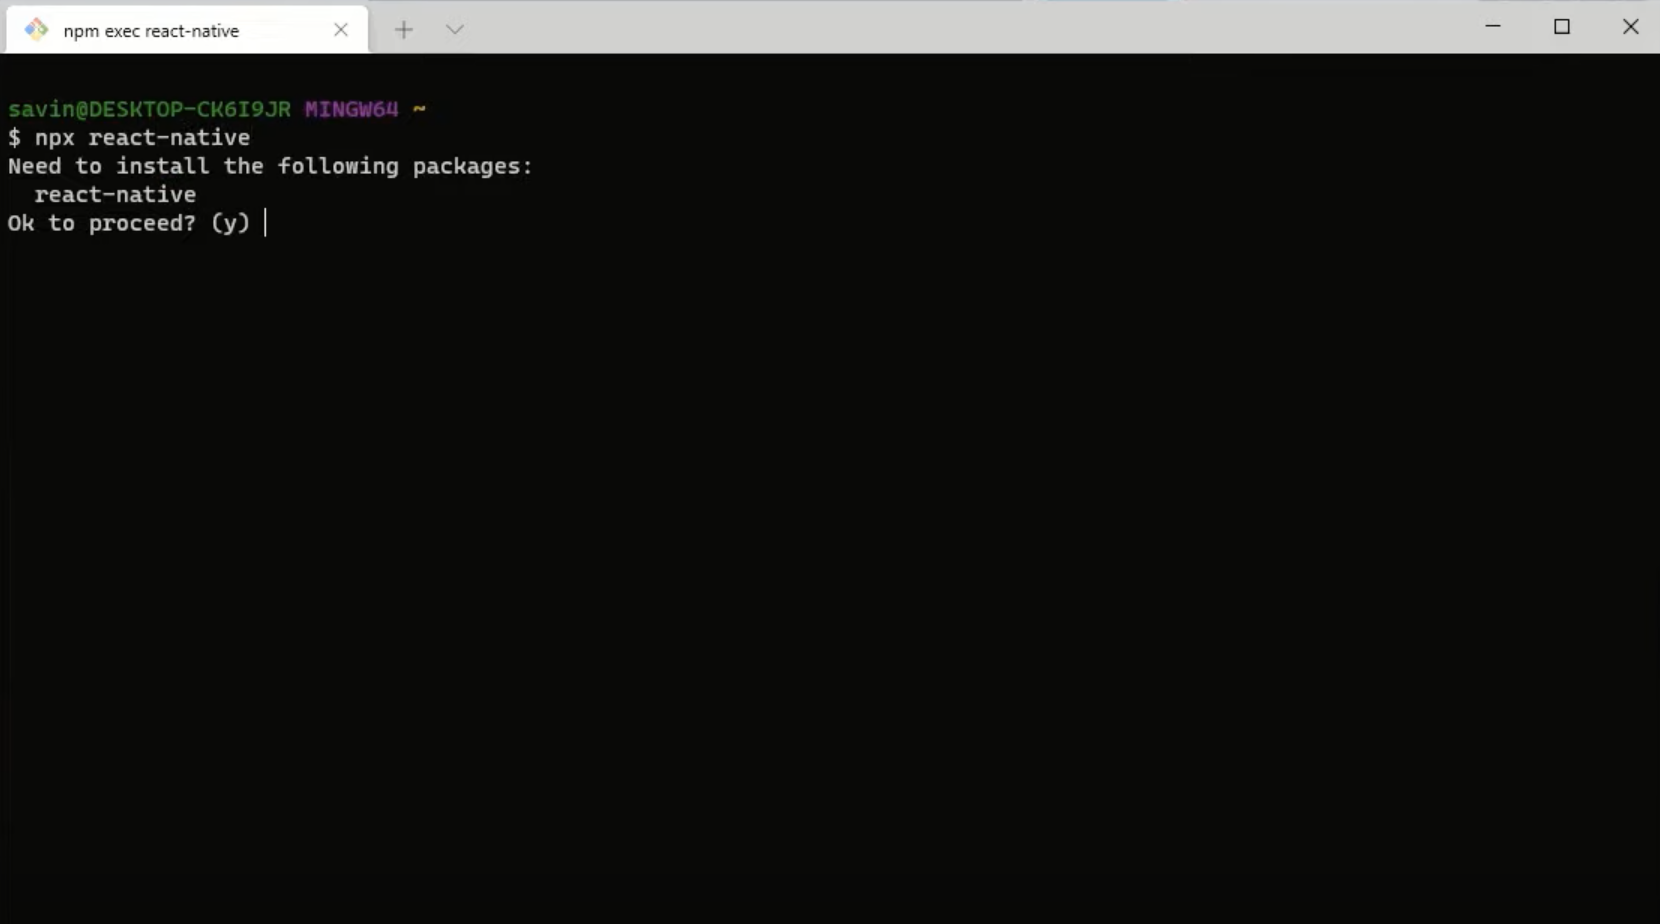 npm exec react-native
savin@DESKTOP-CK6I9JR MINGW64 ~
$ npx react-native
Need to install the following packages:
  react-native
Ok to proceed? (y)